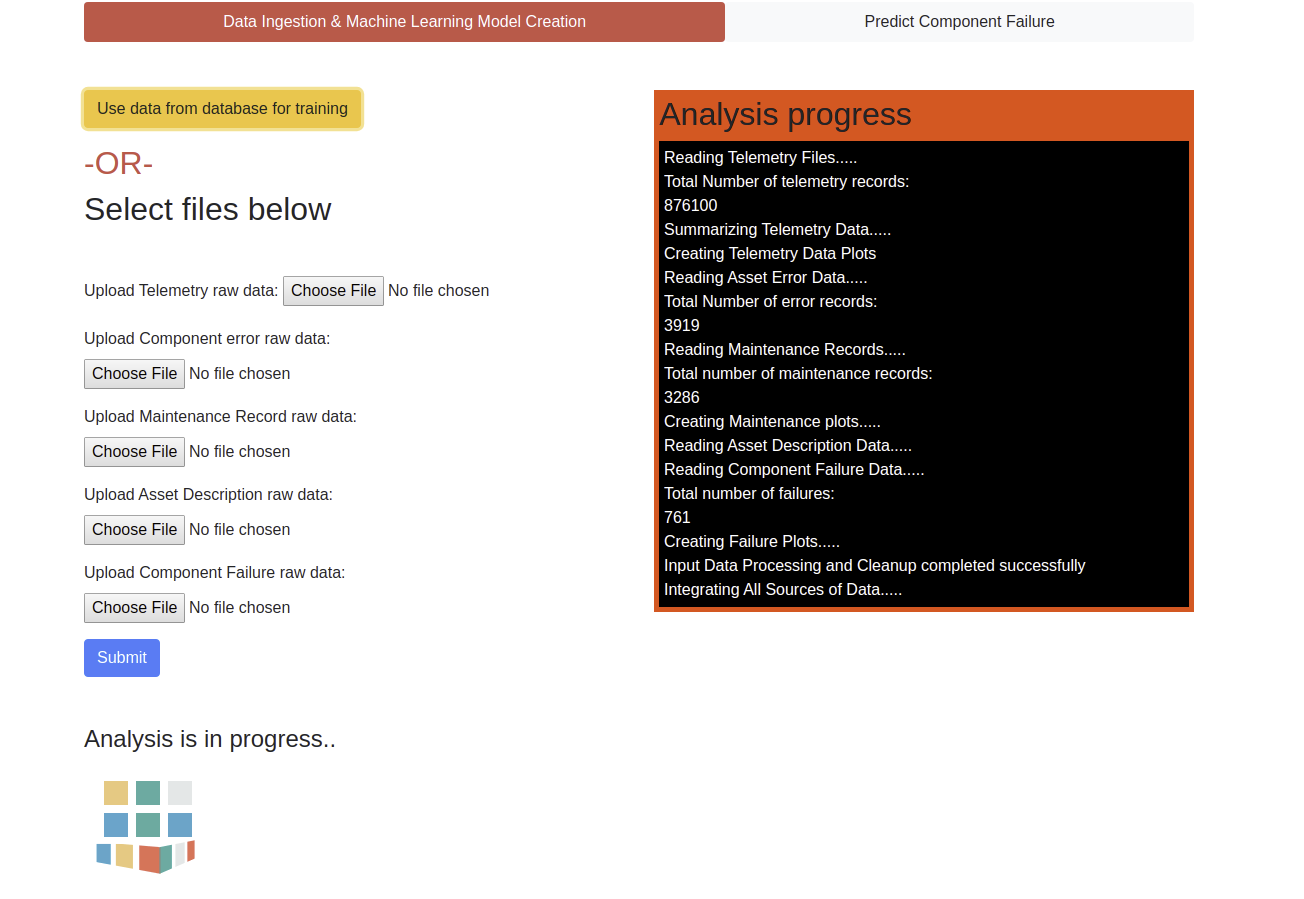 Data Ingestion & Machine Learning Model Creation
Predict Component Failure
Use data from database for training
-OR-
Select files below
Upload Telemetry raw data: Choose File No file chosen
Upload Component error raw data:
Choose File No file chosen
Upload Maintenance Record raw data:
Choose File No file chosen
Upload Asset Description raw data:
Choose File No file chosen
Upload Component Failure raw data:
Choose File No file chosen
Submit
Analysis is in progress..
Analysis progress
Reading Telemetry Files.....
Total Number of telemetry records:
876100
Summarizing Telemetry Data.....
Creating Telemetry Data Plots
Reading Asset Error Data.....
Total Number of error records:
3919
Reading Maintenance Records.....
Total number of maintenance records:
3286
Creating Maintenance plots.....
Reading Asset Description Data.....
Reading Component Failure Data.....
Total number of failures:
761
Creating Failure Plots.....
Input Data Processing and Cleanup completed successfully
Integrating All Sources of Data.....